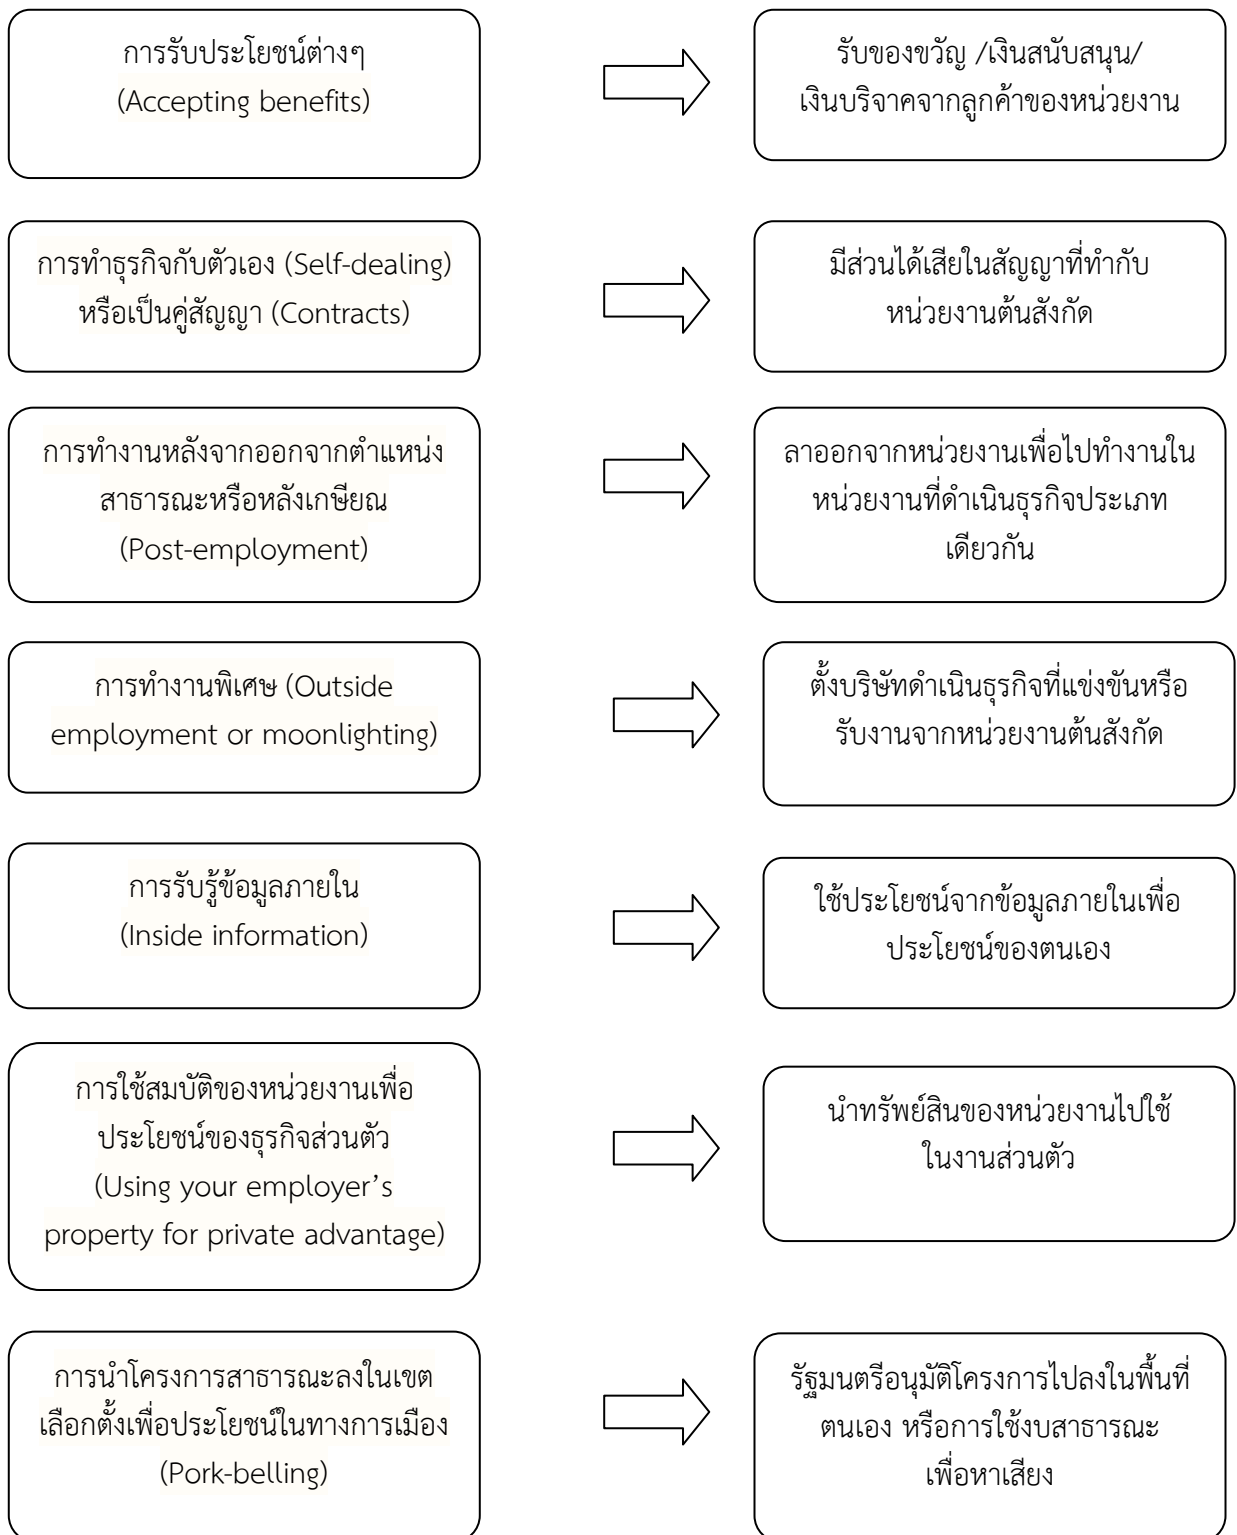 การรับประโยชน์ต่างๆ
(Accepting benefits)
รับของขวัญ /เงินสนับสนุน/
เงินบริจาคจากลูกค้าของหน่วยงาน
การทำธุรกิจกับตัวเอง (Self-dealing)
หรือเป็นคู่สัญญา (Contracts)
มีส่วนได้เสียในสัญญาที่ทำกับ
หน่วยงานต้นสังกัด
การทำงานหลังจากออกจากตำแหน่ง
สาธารณะหรือหลังเกษียณ
(Post-employment)
ลาออกจากหน่วยงานเพื่อไปทำงานใน
หน่วยงานที่ดำเนินธุรกิจประเภท
เดียวกัน
การทำงานพิเศษ (Outside
employment or moonlighting)
ตั้งบริษัทดำเนินธุรกิจที่แข่งขันหรือ
รับงานจากหน่วยงานต้นสังกัด
การรับรู้ข้อมูลภายใน
(Inside information)
ใช้ประโยชน์จากข้อมูลภายในเพื่อ
ประโยชน์ของตนเอง
การใช้สมบัติของหน่วยงานเพื่อ
ประโยชน์ของธุรกิจส่วนตัว
(Using your employer’s
property for private advantage)
นำทรัพย์สินของหน่วยงานไปใช้
ในงานส่วนตัว
การนำโครงการสาธารณะลงในเขต
เลือกตั้งเพื่อประโยชน์ในทางการเมือง
(Pork-belling)
รัฐมนตรีอนุมัติโครงการไปลงในพื้นที่
ตนเอง หรือการใช้งบสาธารณะ
เพื่อหาเสียง